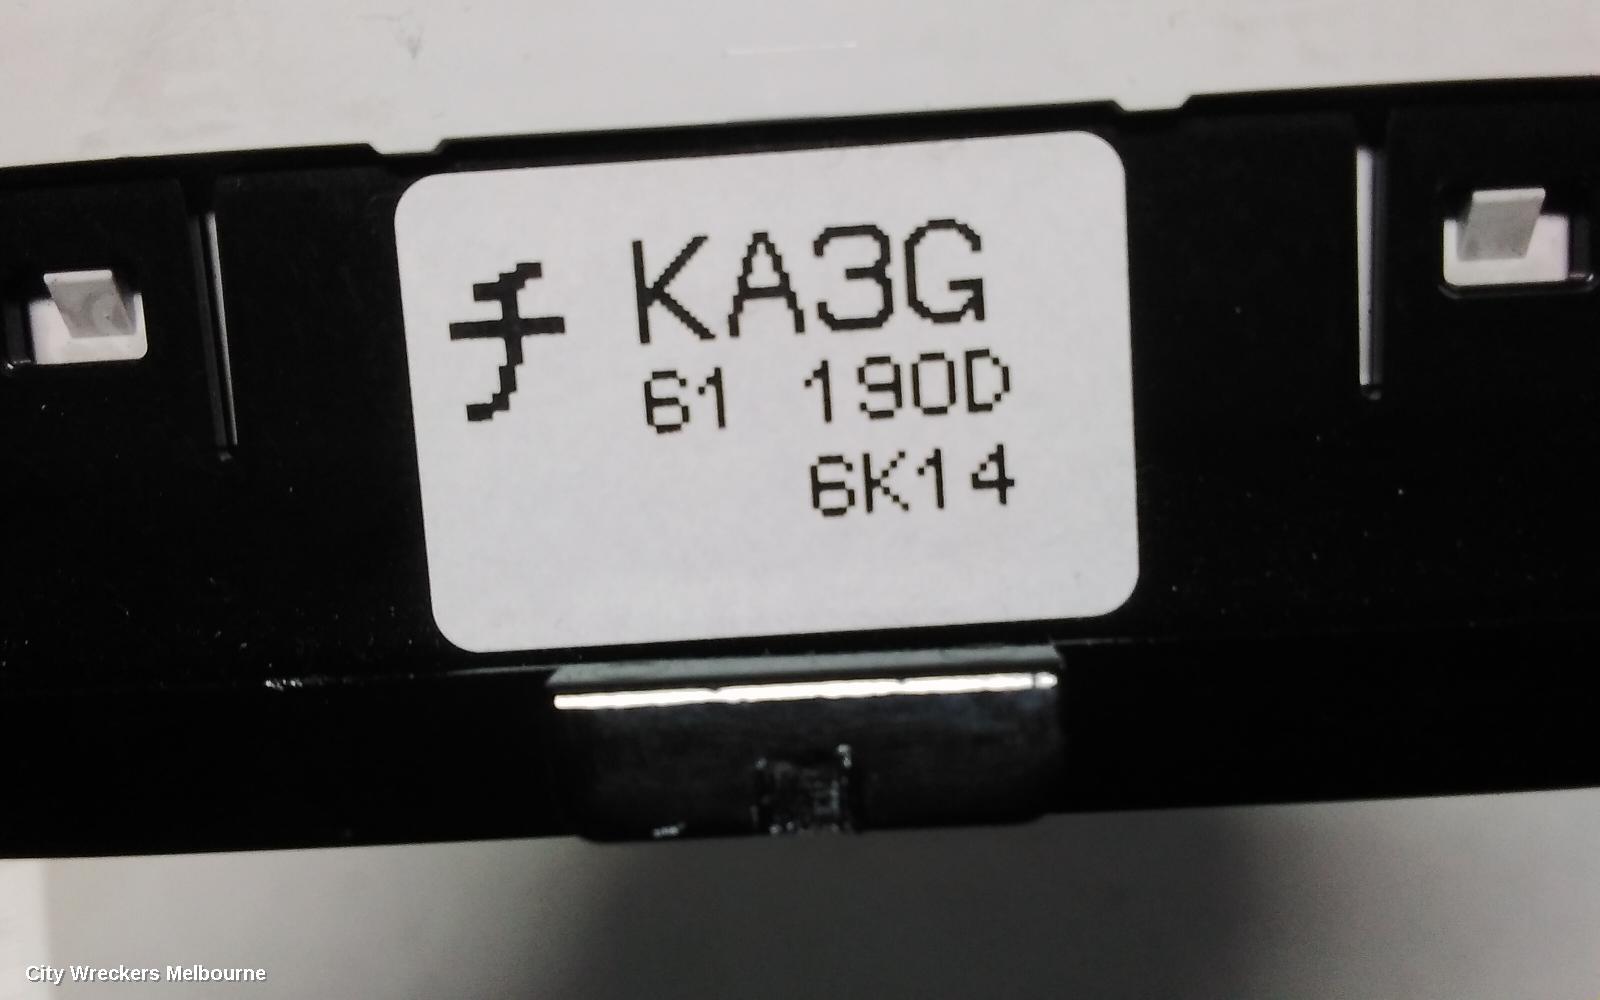 チ KA3G
61 190D
6K14
City Wreckers Melbourne